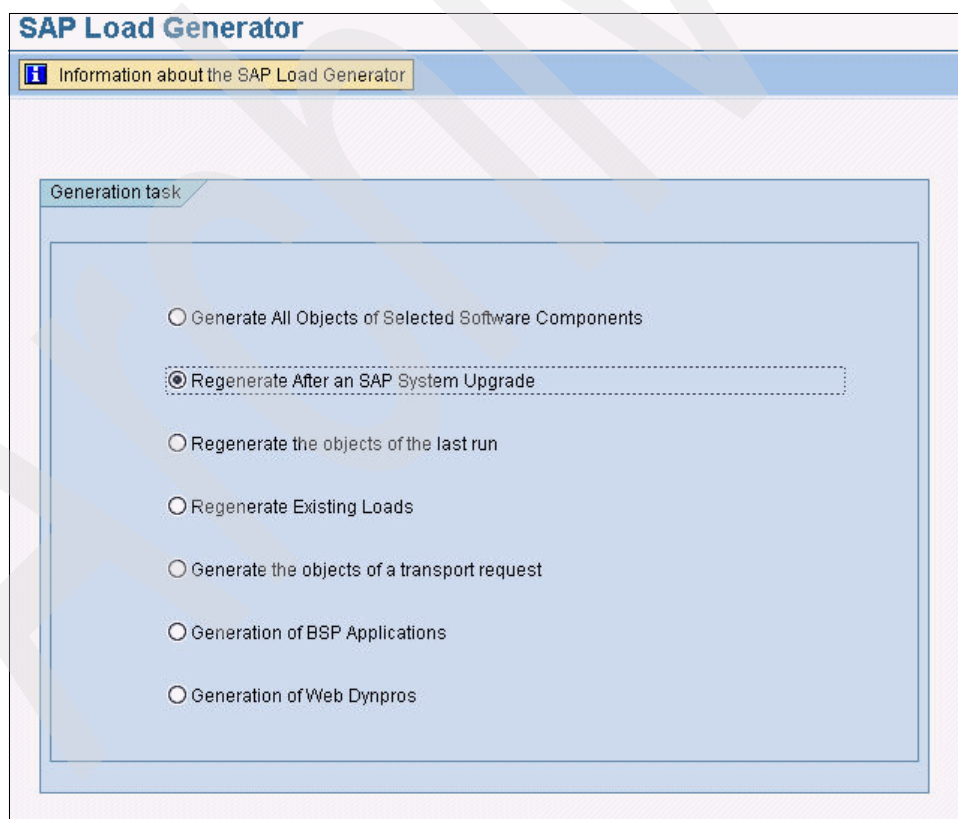 SAP Load Generator
Information about the SAP Load Generator
Generation task
Generate All Objects of Selected Software Components
Regenerate After an SAP System Upgrade
Regenerate the objects of the last run
Regenerate Existing Loads
Generate the objects of a transport request
Generation of BSP Applications
Generation of Web Dynpros